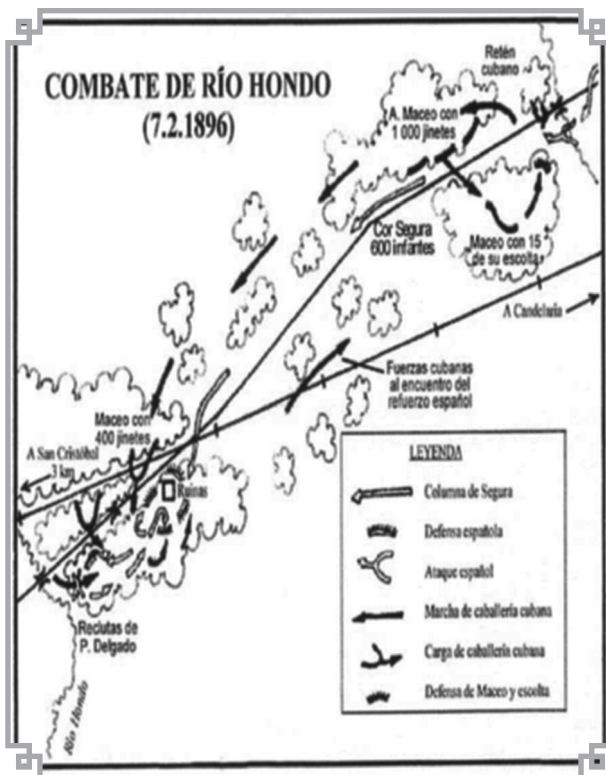 COMBATE DE RÍO HONDO
(7.2.1896)
Retén
cubano
A. Maceo con
1 000 jinetes
Cor Segura
600 infantes
Maceo con 15
de su escolta
A Candelaria
Fuerzas cubanas
al encuentro del
refuerzo español
Maceo con
400 jinetes
A San Cristóbal
3 km
Ruinas
Reclutas de
P. Delgado
Río Hondo
LEYENDA
Columna de Segura
Defensa española
Ataque español
Marcha de caballería cubana
Carga de caballería cubana
Defensa de Maceo y escolta